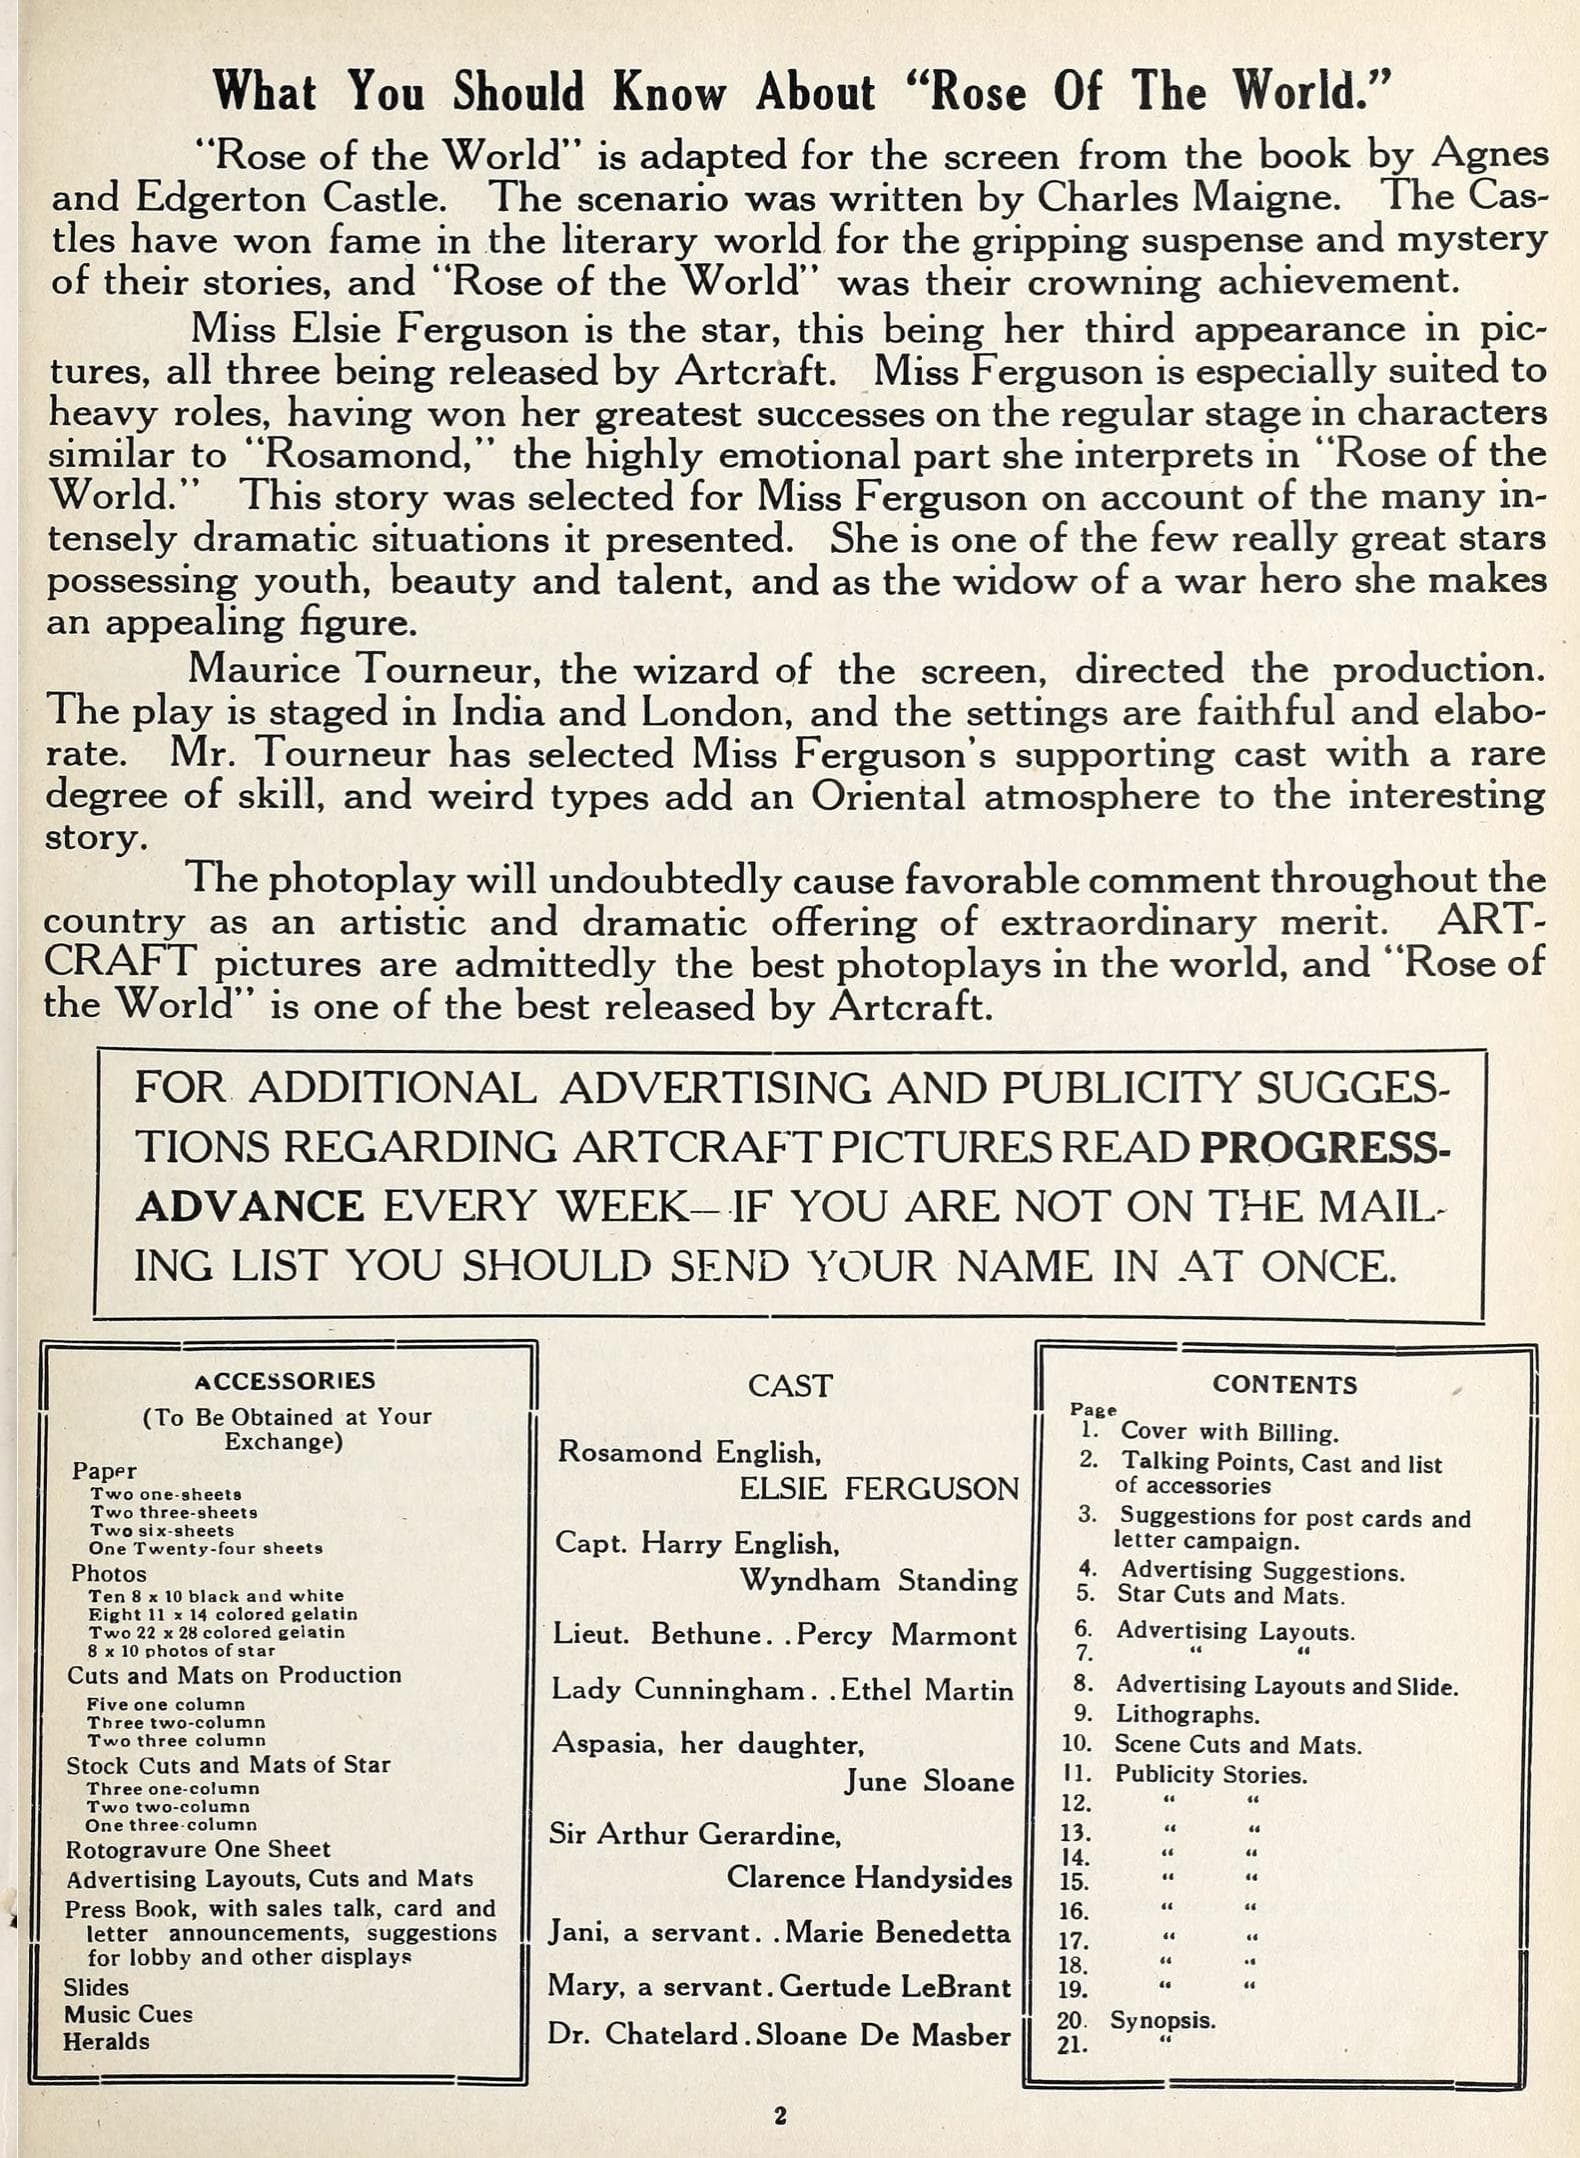 What You Should Know About "Rose Of The World."
"Rose of the World" is adapted for the screen from the book by Agnes
and Edgerton Castle. The scenario was written by Charles Maigne. The Cas-
tles have won fame in the literary world for the gripping suspense and mystery
of their stories, and "Rose of the World" was their crowning achievement.
Miss Elsie Ferguson is the star, this being her third appearance in pic-
tures, all three being released by Artcraft. Miss Ferguson is especially suited to
heavy roles, having won her greatest successes on the regular stage in characters
similar to "Rosamond," the highly emotional part she interprets in "Rose of the
World." This story was selected for Miss Ferguson on account of the many in-
tensely dramatic situations it presented. She is one of the few really great stars
possessing youth, beauty and talent, and as the widow of a war hero she makes
an appealing figure.
Maurice Tourneur, the wizard of the screen, directed the production.
The play is staged in India and London, and the settings are faithful and elabo-
rate. Mr. Tourneur has selected Miss Ferguson's supporting cast with a rare
degree of skill, and weird types add an Oriental atmosphere to the interesting
story.
The photoplay will undoubtedly cause favorable comment throughout the
country as an artistic and dramatic offering of extraordinary merit. ART-
CRAFT pictures are admittedly the best photoplays in the world, and "Rose of
the World" is one of the best released by Artcraft.
FOR ADDITIONAL ADVERTISING AND PUBLICITY SUGGES-
TIONS REGARDING ARTCRAFT PICTURES READ PROGRESS-
ADVANCE EVERY WEEK—IF YOU ARE NOT ON THE MAIL-
ING LIST YOU SHOULD SEND YOUR NAME IN AT ONCE.
ACCESSORIES
(To Be Obtained at Your
Exchange)
Paper
Two one-sheets
Two three-sheets
Two six-sheets
One Twenty-four sheets
Photos
Ten 8 x 10 black and white
Eight 11 x 14 colored gelatin
Two 22 x 28 colored gelatin
8 x 10 photos of star
Cuts and Mats on Production
Five one column
Three two-column
Two three column
Stock Cuts and Mats of Star
Three one-column
Two two-column
One three-column
Rotogravure One Sheet
Advertising Layouts, Cuts and Mats
Press Book, with sales talk, card and
letter announcements, suggestions
for lobby and other displays
Slides
Music Cues
Heralds
CAST
Rosamond English,
ELSIE FERGUSON
Capt. Harry English,
Wyndham Standing
Lieut. Bethune. . Percy Marmont
Lady Cunningham. . Ethel Martin
Aspasia, her daughter,
June Sloane
Sir Arthur Gerardine,
Clarence Handysides
Jani, a servant. . Marie Benedetta
Mary, a servant. Gertude LeBrant
Dr. Chatelard. Sloane De Masber
CONTENTS
Page
1. Cover with Billing.
2. Talking Points, Cast and list
of accessories
3. Suggestions for post cards and
letter campaign.
4. Advertising Suggestions.
5. Star Cuts and Mats.
6. Advertising Layouts.
7. " "
8. Advertising Layouts and Slide.
9. Lithographs.
10. Scene Cuts and Mats.
11. Publicity Stories.
12. " "
13. " "
14. " "
15. " "
16. " "
17. " "
18. " "
19. " "
20. Synopsis.
21. "
2